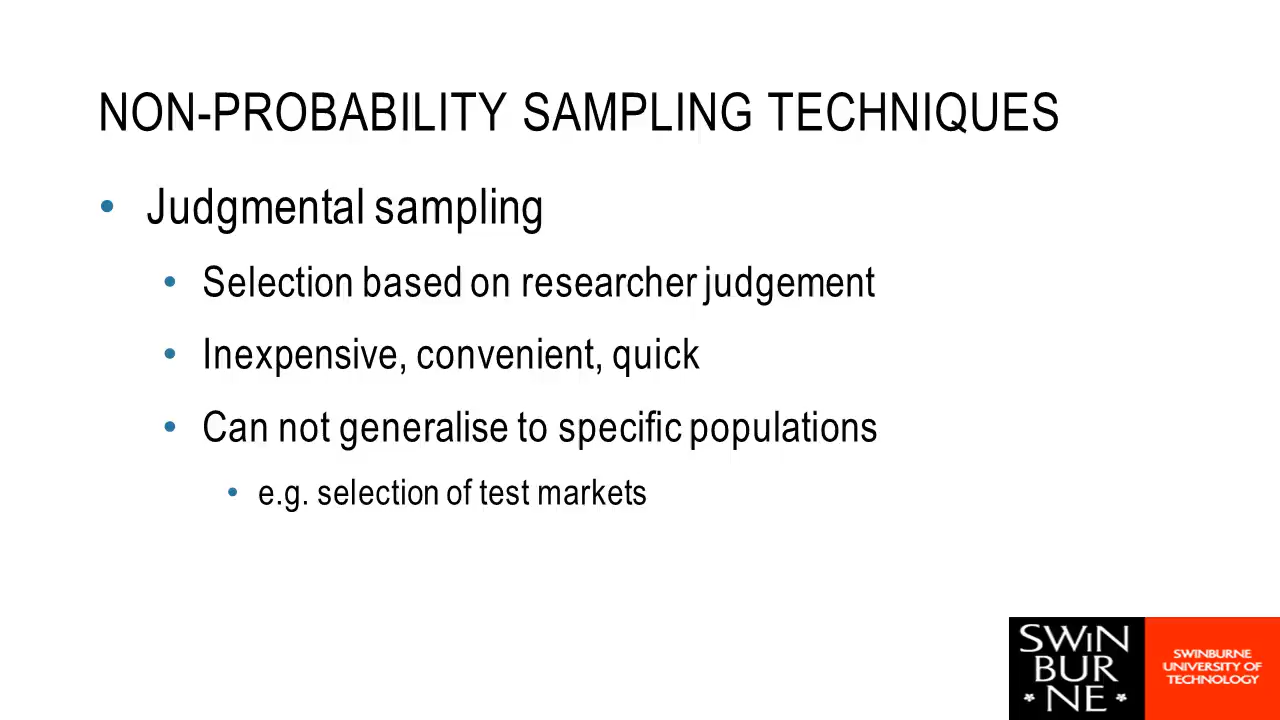 NON-PROBABILITY SAMPLING TECHNIQUES
• Judgmental sampling
• Selection based on researcher judgement
• Inexpensive, convenient, quick
• Can not generalise to specific populations
• e.g. selection of test markets
SWIN
BUR
NE
SWINBURNE
UNIVERSITY OF
TECHNOLOGY